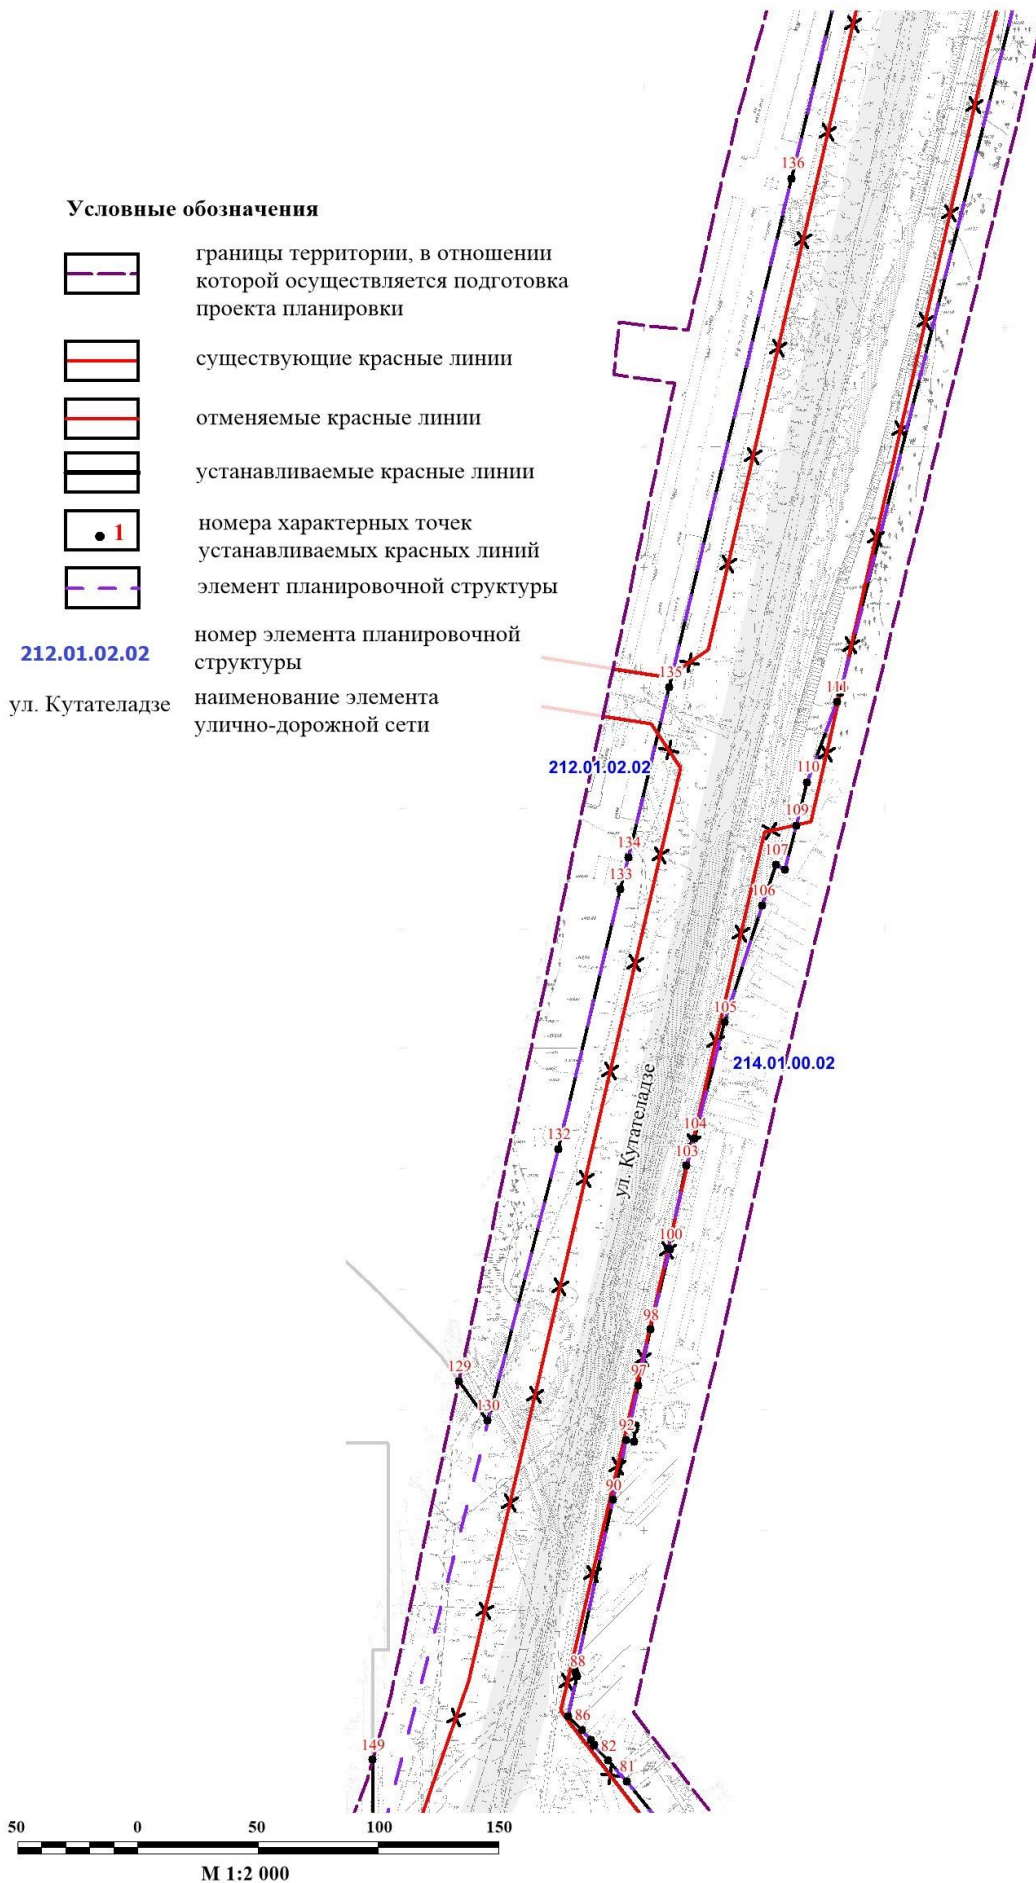 136
Условные обозначения
границы территории, в отношении
которой осуществляется подготовка
проекта планировки
существующие красные линии
отменяемые красные линии
устанавливаемые красные линии
1
номера характерных точек
устанавливаемых красных линий
элемент планировочной структуры
212.01.02.02
номер элемента планировочной
структуры
ул. Кутателадзе
наименование элемента
улично-дорожной сети
135
111
212.01.02.02
110
109
134
107
133
106
105
214.01.00.02
ул. Кутателадзе
104
132
103
100
98
129
97
130
92
90
88
86
149
82
81
50
0
50
100
150
М 1:2 000